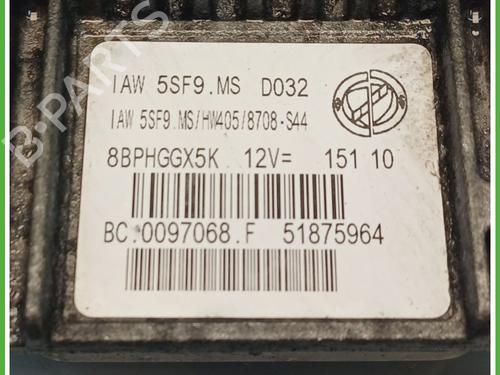 IAW 5SF9.MS D032
IAW 5SF9.MS/HW405/8708-S44
8BPHGGX5K 12V= 151 10
BC.0097068.F 51875964
B-PARTS